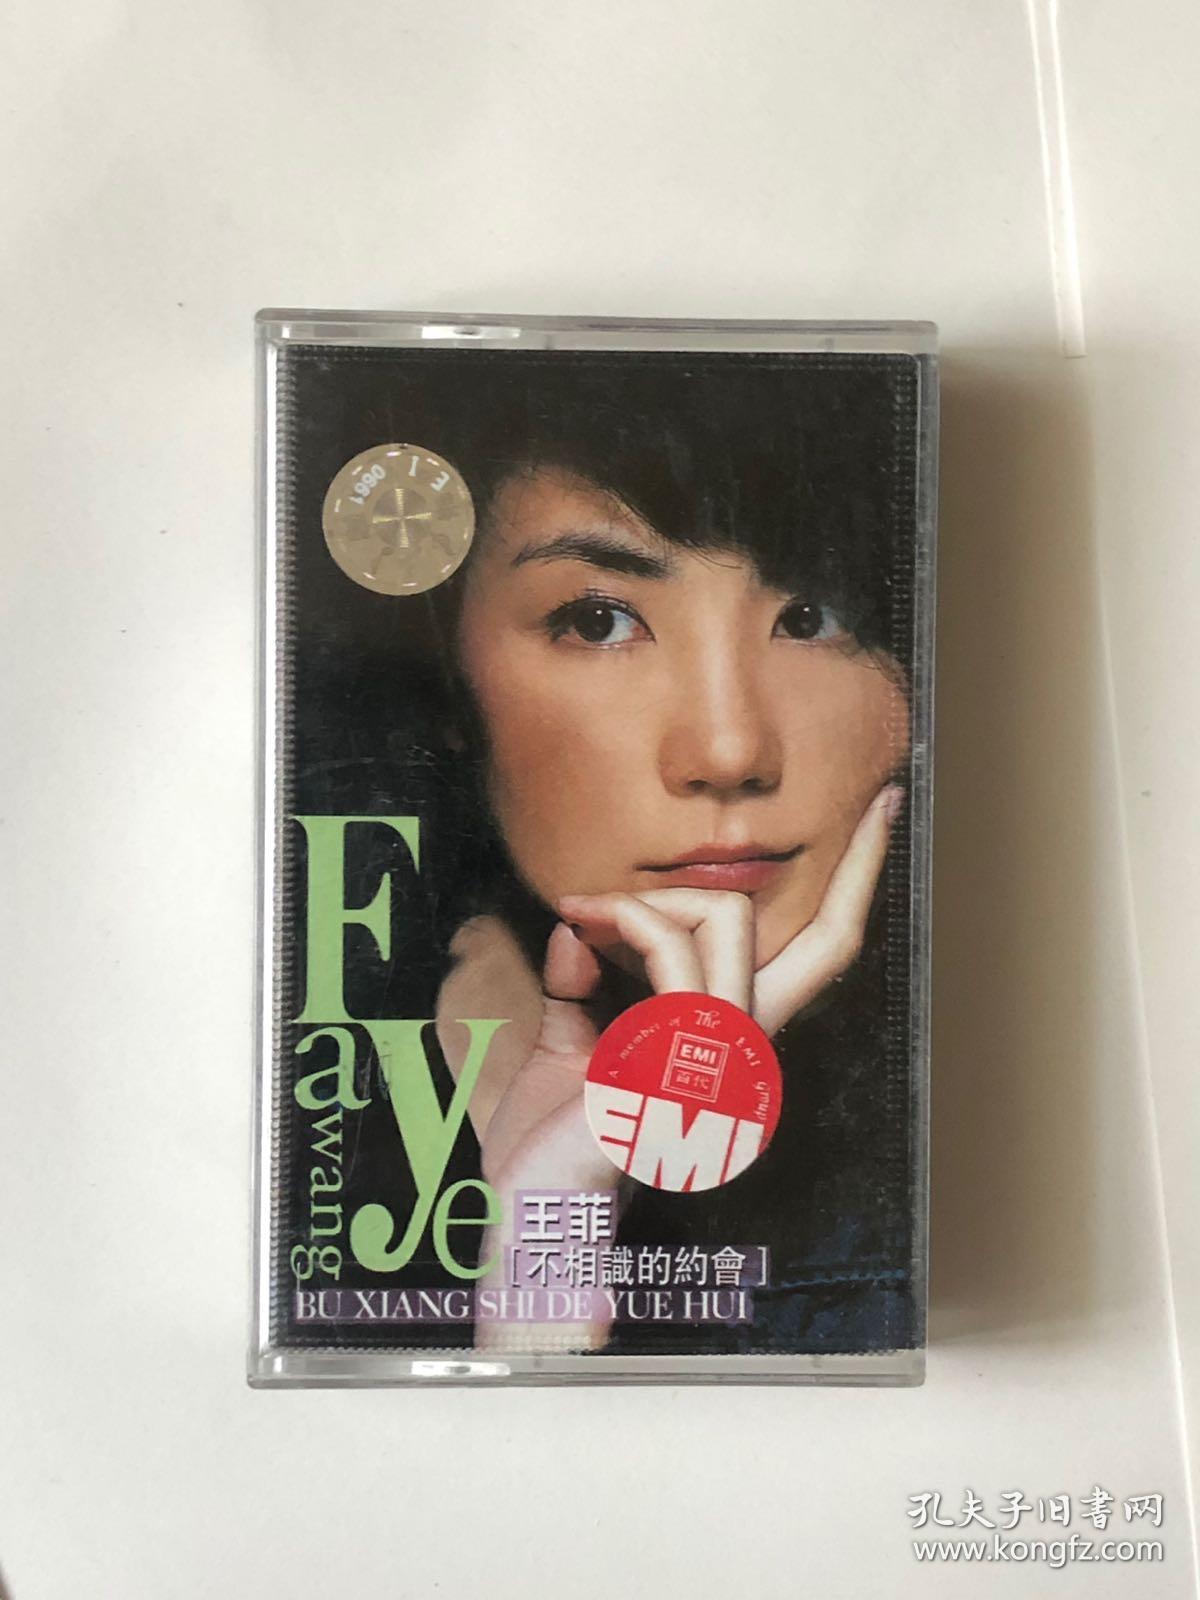 1990 I E
Faye
wang
A member of The EMI Group
EMI
百代
EMI
王菲
[不相識的約會]
BU XIANG SHI DE YUE HUI
孔夫子旧书网
www.kongfz.com